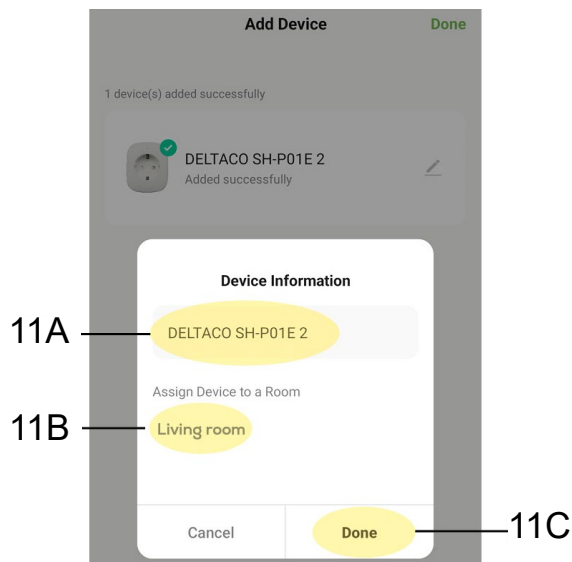 Add Device Done
1 device(s) added successfully
DELTACO SH-P01E 2
Added successfully
Device Information
11A DELTACO SH-P01E 2
Assign Device to a Room
11B Living room
Cancel Done 11C